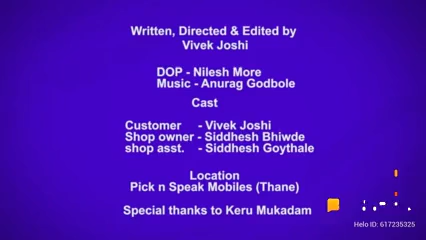 Written, Directed & Edited by
Vivek Joshi
DOP - Nilesh More
Music - Anurag Godbole
Cast
Customer - Vivek Joshi
Shop owner - Siddhesh Bhiwde
shop asst. - Siddhesh Goythale
Location
Pick n Speak Mobiles (Thane)
Special thanks to Keru Mukadam
Helo ID: 617235325